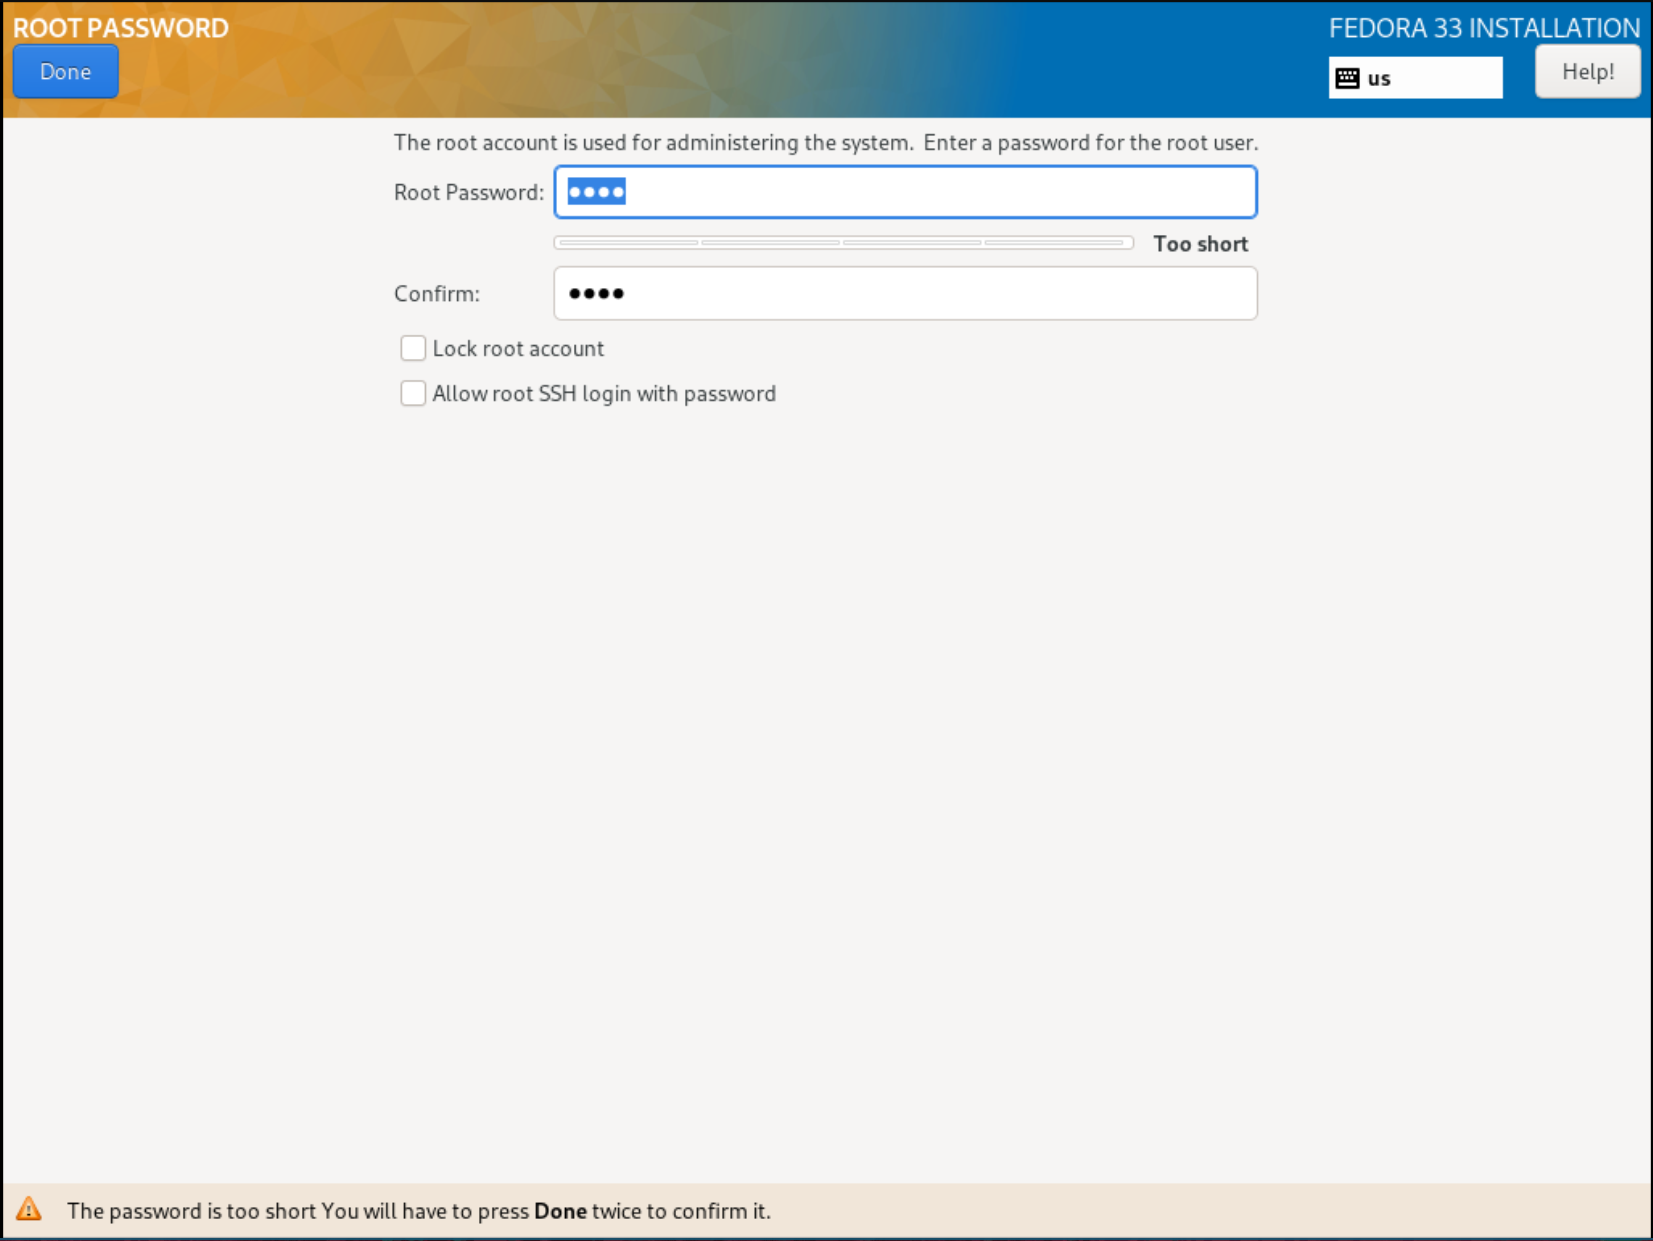 ROOT PASSWORD
FEDORA 33 INSTALLATION
Done
us
Help!
The root account is used for administering the system.  Enter a password for the root user.
Root Password: ••••
Too short
Confirm: ••••
Lock root account
Allow root SSH login with password
The password is too short You will have to press Done twice to confirm it.